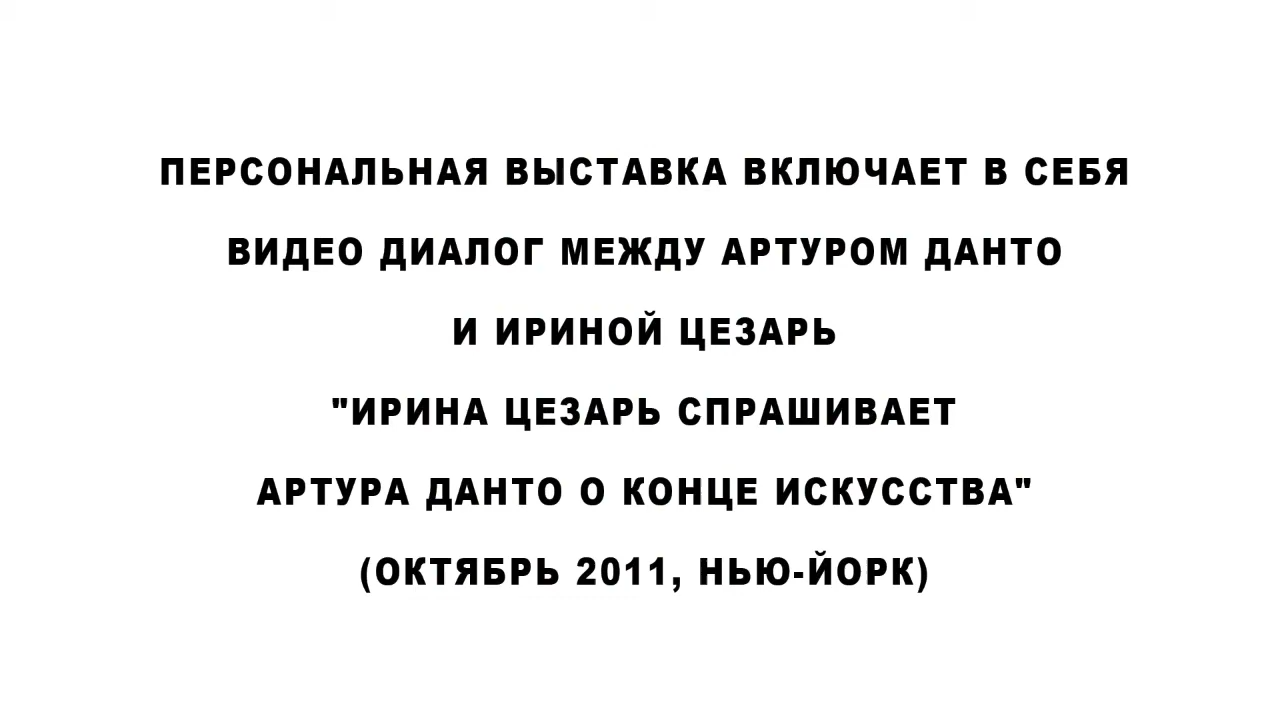 ПЕРСОНАЛЬНАЯ ВЫСТАВКА ВКЛЮЧАЕТ В СЕБЯ
ВИДЕО ДИАЛОГ МЕЖДУ АРТУРОМ ДАНТО
И ИРИНОЙ ЦЕЗАРЬ
"ИРИНА ЦЕЗАРЬ СПРАШИВАЕТ
АРТУРА ДАНТО О КОНЦЕ ИСКУССТВА"
(ОКТЯБРЬ 2011, НЬЮ-ЙОРК)